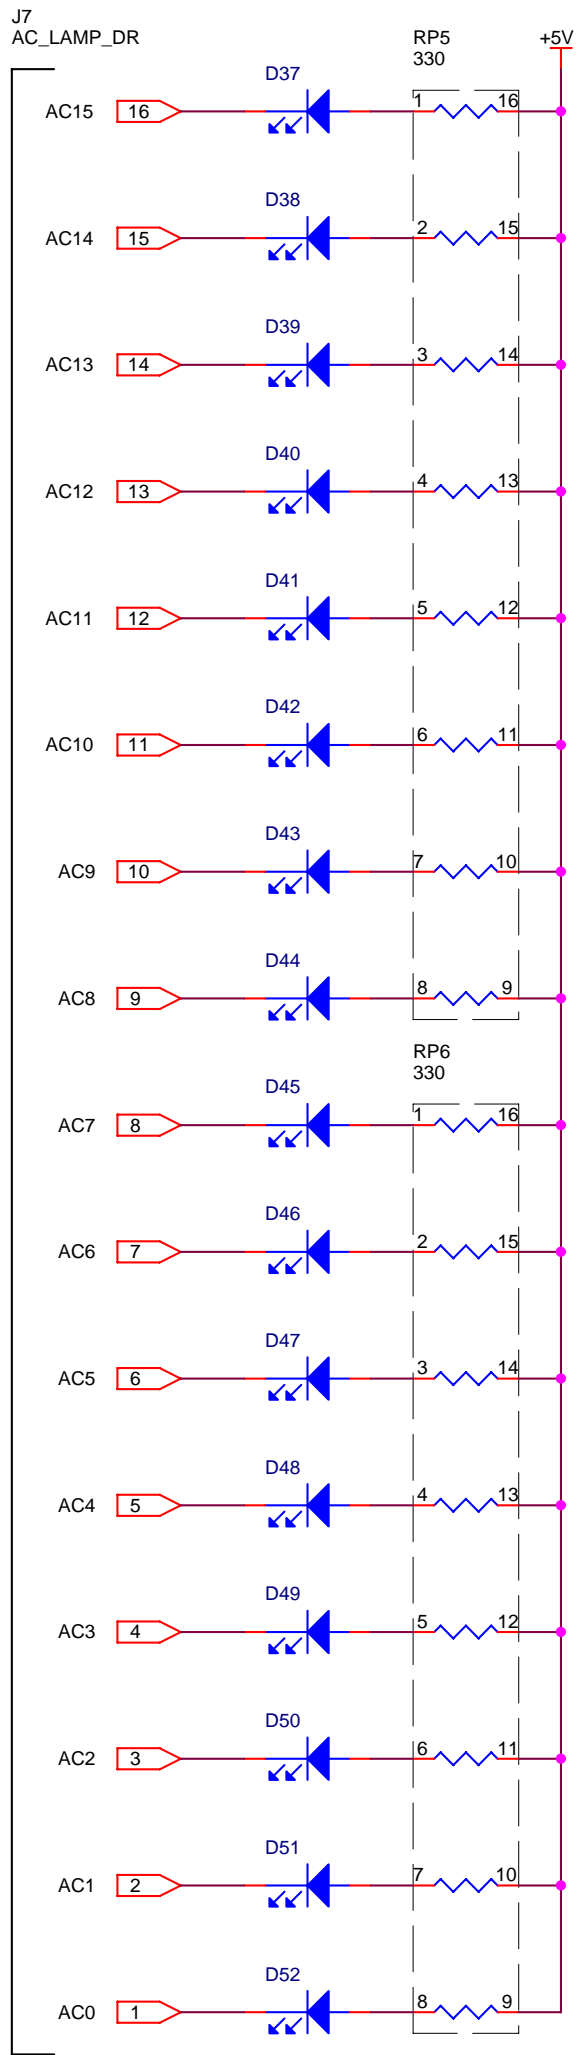 J7
AC_LAMP_DR
RP5
330
+5V
D37
AC15 16 1 16
D38
AC14 15 2 15
D39
AC13 14 3 14
D40
AC12 13 4 13
D41
AC11 12 5 12
D42
AC10 11 6 11
D43
AC9 10 7 10
D44
AC8 9 8 9
RP6
330
D45
AC7 8 1 16
D46
AC6 7 2 15
D47
AC5 6 3 14
D48
AC4 5 4 13
D49
AC3 4 5 12
D50
AC2 3 6 11
D51
AC1 2 7 10
D52
AC0 1 8 9